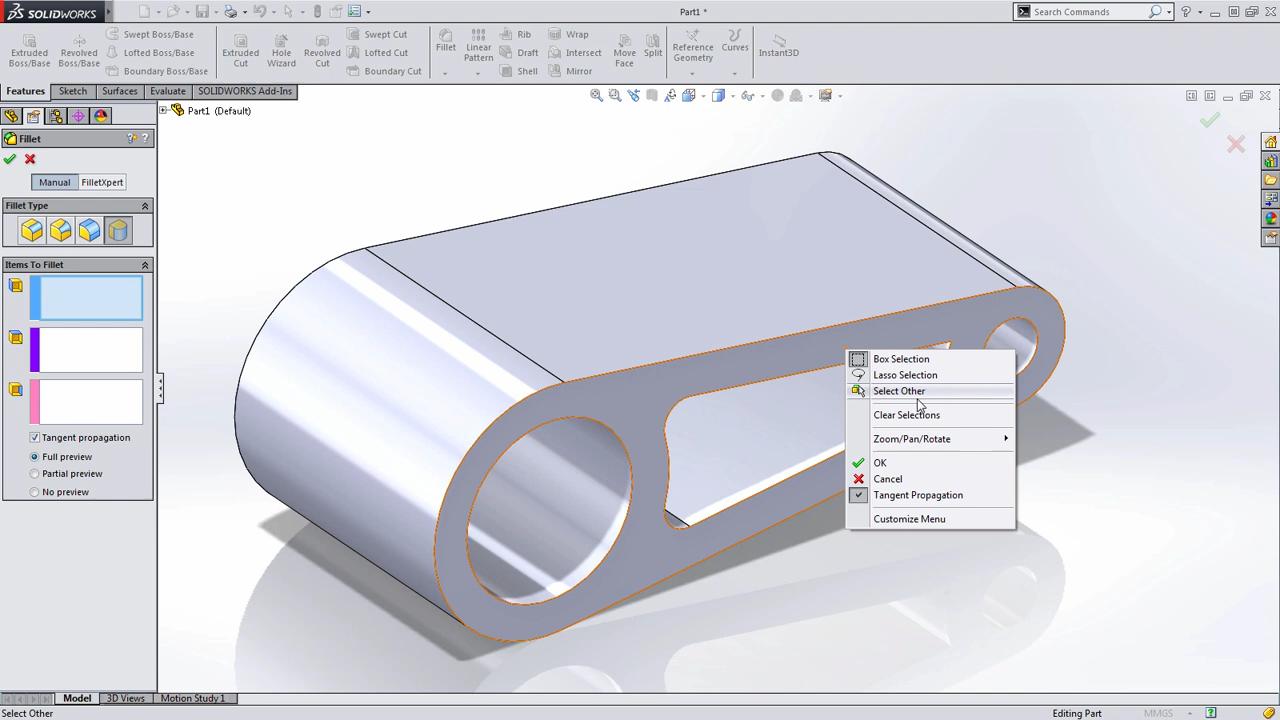 SOLIDWORKS
Part1 *
Search Commands
Extruded
Boss/Base
Revolved
Boss/Base
Swept Boss/Base
Lofted Boss/Base
Boundary Boss/Base
Extruded
Cut
Hole
Wizard
Revolved
Cut
Swept Cut
Lofted Cut
Boundary Cut
Fillet
Linear
Pattern
Rib
Draft
Shell
Wrap
Intersect
Mirror
Move
Face
Split
Reference
Geometry
Curves
Instant3D
Features
Sketch
Surfaces
Evaluate
SOLIDWORKS Add-Ins
Part1 (Default)
Fillet
Manual
FilletXpert
Fillet Type
Items To Fillet
Tangent propagation
Full preview
Partial preview
No preview
Box Selection
Lasso Selection
Select Other
Clear Selections
Zoom/Pan/Rotate
OK
Cancel
Tangent Propagation
Customize Menu
Model
3D Views
Motion Study 1
Select Other
Editing Part
MMGS